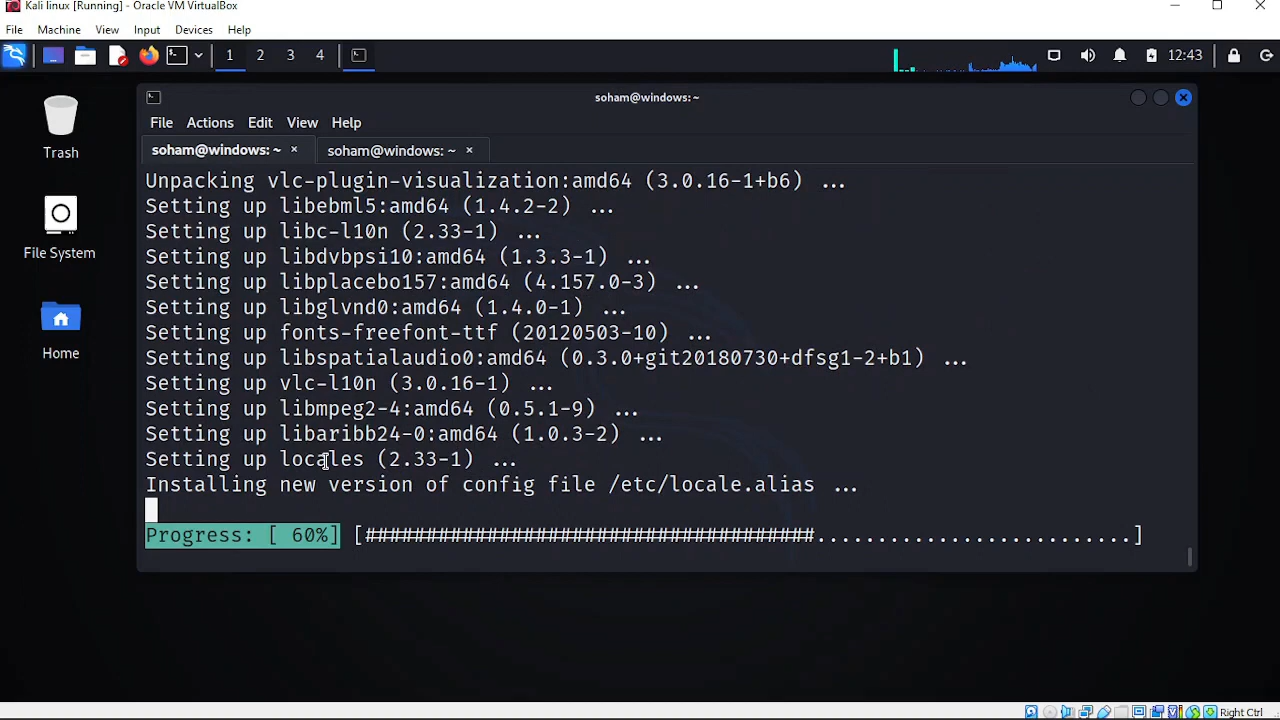 Kali linux [Running] - Oracle VM VirtualBox
File Machine View Input Devices Help
1 2 3 4 12:43
soham@windows:~
Trash
File Actions Edit View Help
soham@windows: ~ × soham@windows: ~ ×
Unpacking vlc-plugin-visualization:amd64 (3.0.16-1+b6) ...
Setting up libebml5:amd64 (1.4.2-2) ...
File System
Setting up libc-l10n (2.33-1) ...
Setting up libdvbpsi10:amd64 (1.3.3-1) ...
Setting up libplacebo157:amd64 (4.157.0-3) ...
Setting up libglvnd0:amd64 (1.4.0-1) ...
Setting up fonts-freefont-ttf (20120503-10) ...
Home
Setting up libspatialaudio0:amd64 (0.3.0+git20180730+dfsg1-2+b1) ...
Setting up vlc-l10n (3.0.16-1) ...
Setting up libmpeg2-4:amd64 (0.5.1-9) ...
Setting up libaribb24-0:amd64 (1.0.3-2) ...
Setting up locales (2.33-1) ...
Installing new version of config file /etc/locale.alias ...
Progress: [ 60%] [#####################################..........................]
Right Ctrl